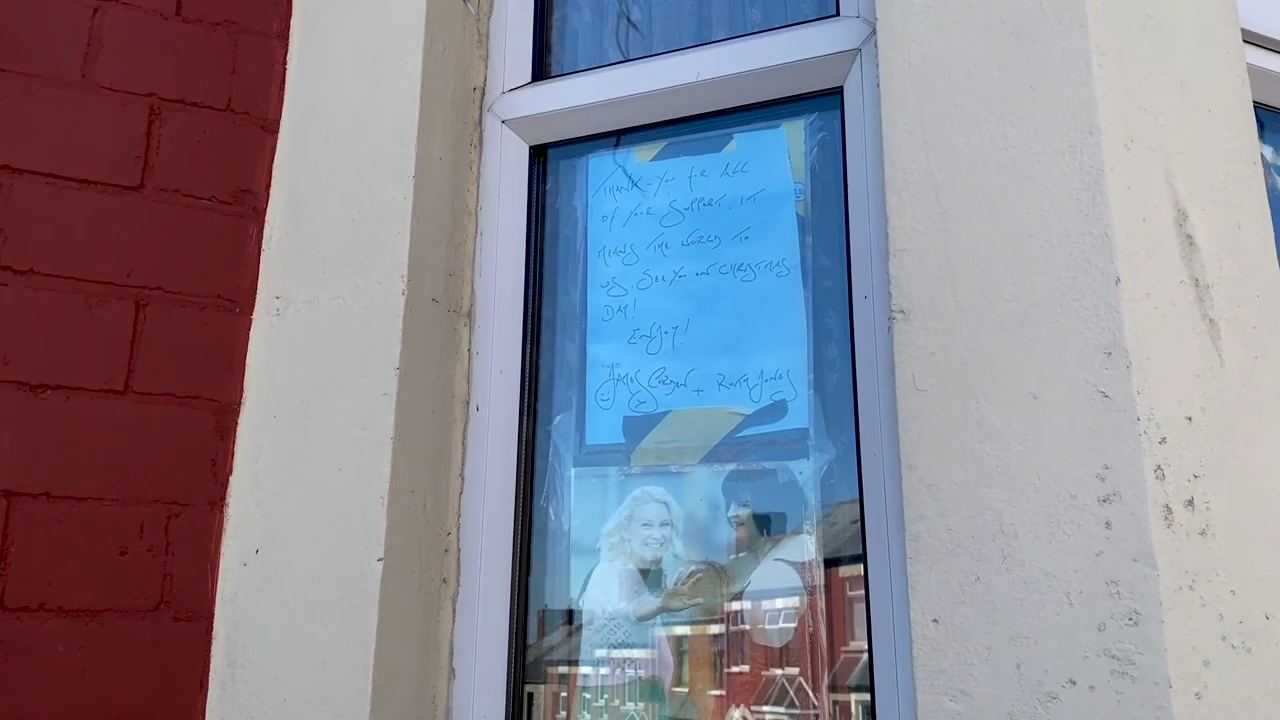 THANK-YOU FOR ALL
OF YOUR SUPPORT. IT
MEANS THE WORLD TO
US. SEE YOU ON CHRISTMAS
DAY!
ENJOY!
JAMES CORDEN + RUTH JONES